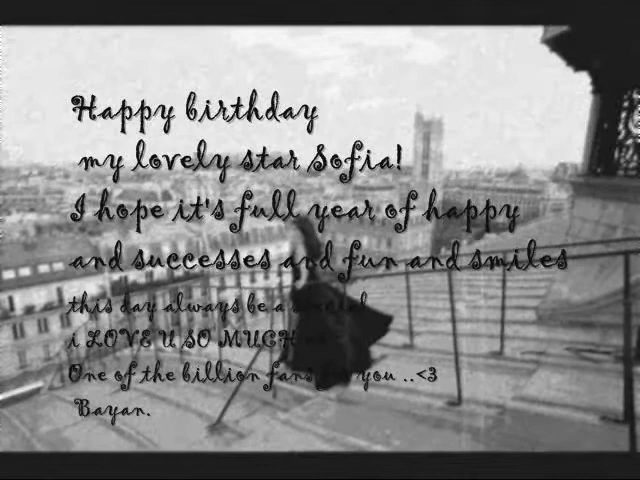 Happy birthday
my lovely star Sofia!
I hope it's full year of happy
and successes and fun and smiles
this day always be a
i LOVE U SO MUCH
One of the billion fans for you ..<3
Bayan.